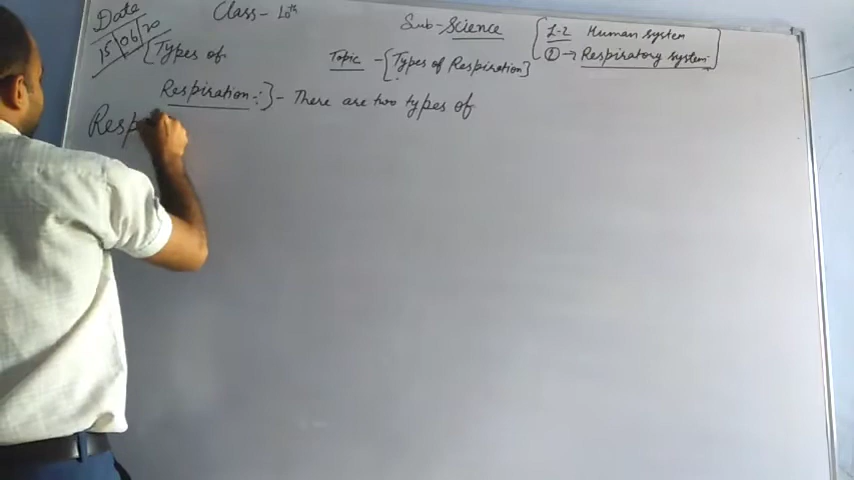 Date
15/06/20
Class- 10th
Sub-Science
L-2 Human system
① → Respiratory system
Topic - [Types of Respiration]
[Types of
Respiration -:] - There are two types of
Resp